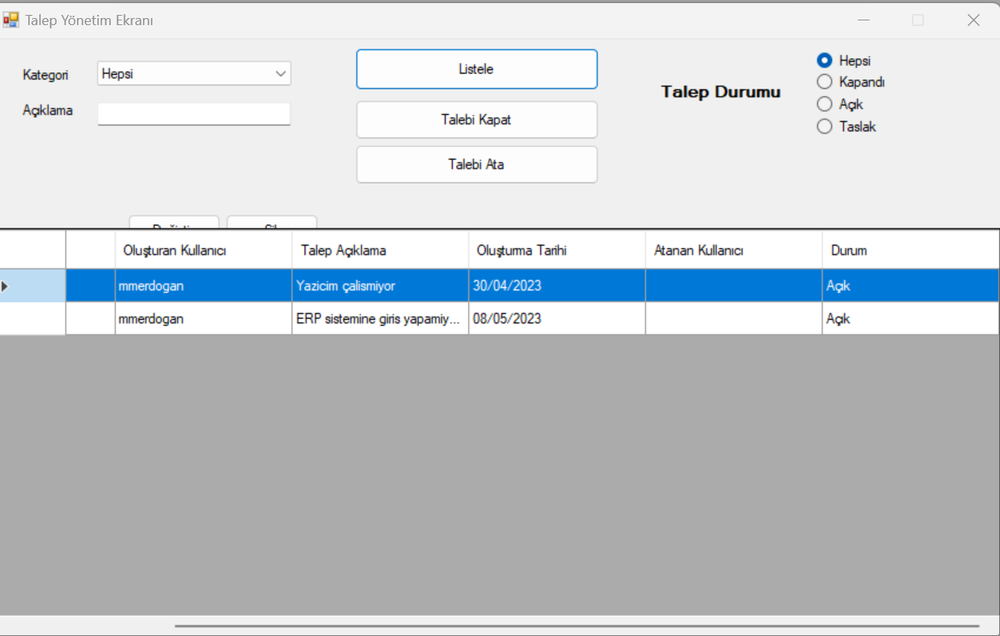 Talep Yönetim Ekranı
Kategori
Hepsi
Açıklama
Listele
Talebi Kapat
Talebi Ata
Talep Durumu
Hepsi
Kapandı
Açık
Taslak
Oluşturan Kullanıcı Talep Açıklama Oluşturma Tarihi Atanan Kullanıcı Durum
mmerdogan Yazicim çalismiyor 30/04/2023 Açık
mmerdogan ERP sistemine giris yapamiy... 08/05/2023 Açık